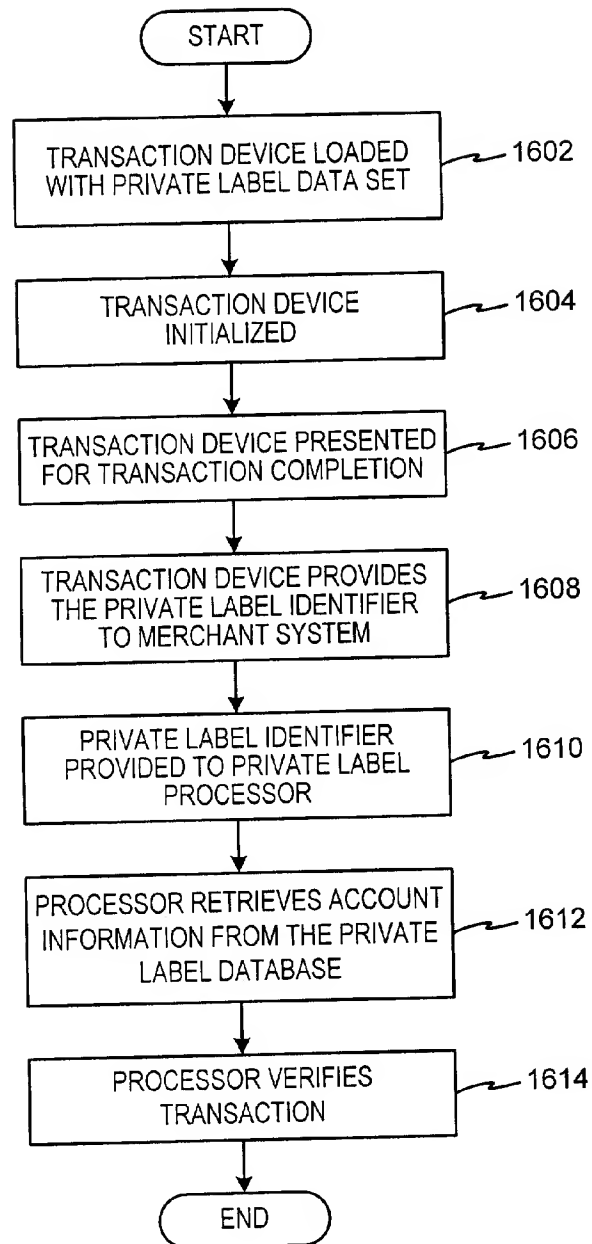 START
TRANSACTION DEVICE LOADED
WITH PRIVATE LABEL DATA SET
1602
TRANSACTION DEVICE
INITIALIZED
1604
TRANSACTION DEVICE PRESENTED
FOR TRANSACTION COMPLETION
1606
TRANSACTION DEVICE PROVIDES
THE PRIVATE LABEL IDENTIFIER
TO MERCHANT SYSTEM
1608
PRIVATE LABEL IDENTIFIER
PROVIDED TO PRIVATE LABEL
PROCESSOR
1610
PROCESSOR RETRIEVES ACCOUNT
INFORMATION FROM THE PRIVATE
LABEL DATABASE
1612
PROCESSOR VERIFIES
TRANSACTION
1614
END